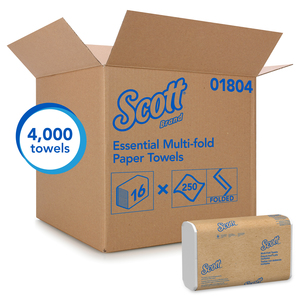 01804
Scott
Brand
4,000
towels
Essential Multi-fold
Paper Towels
16 × 250
FOLDED
Scott